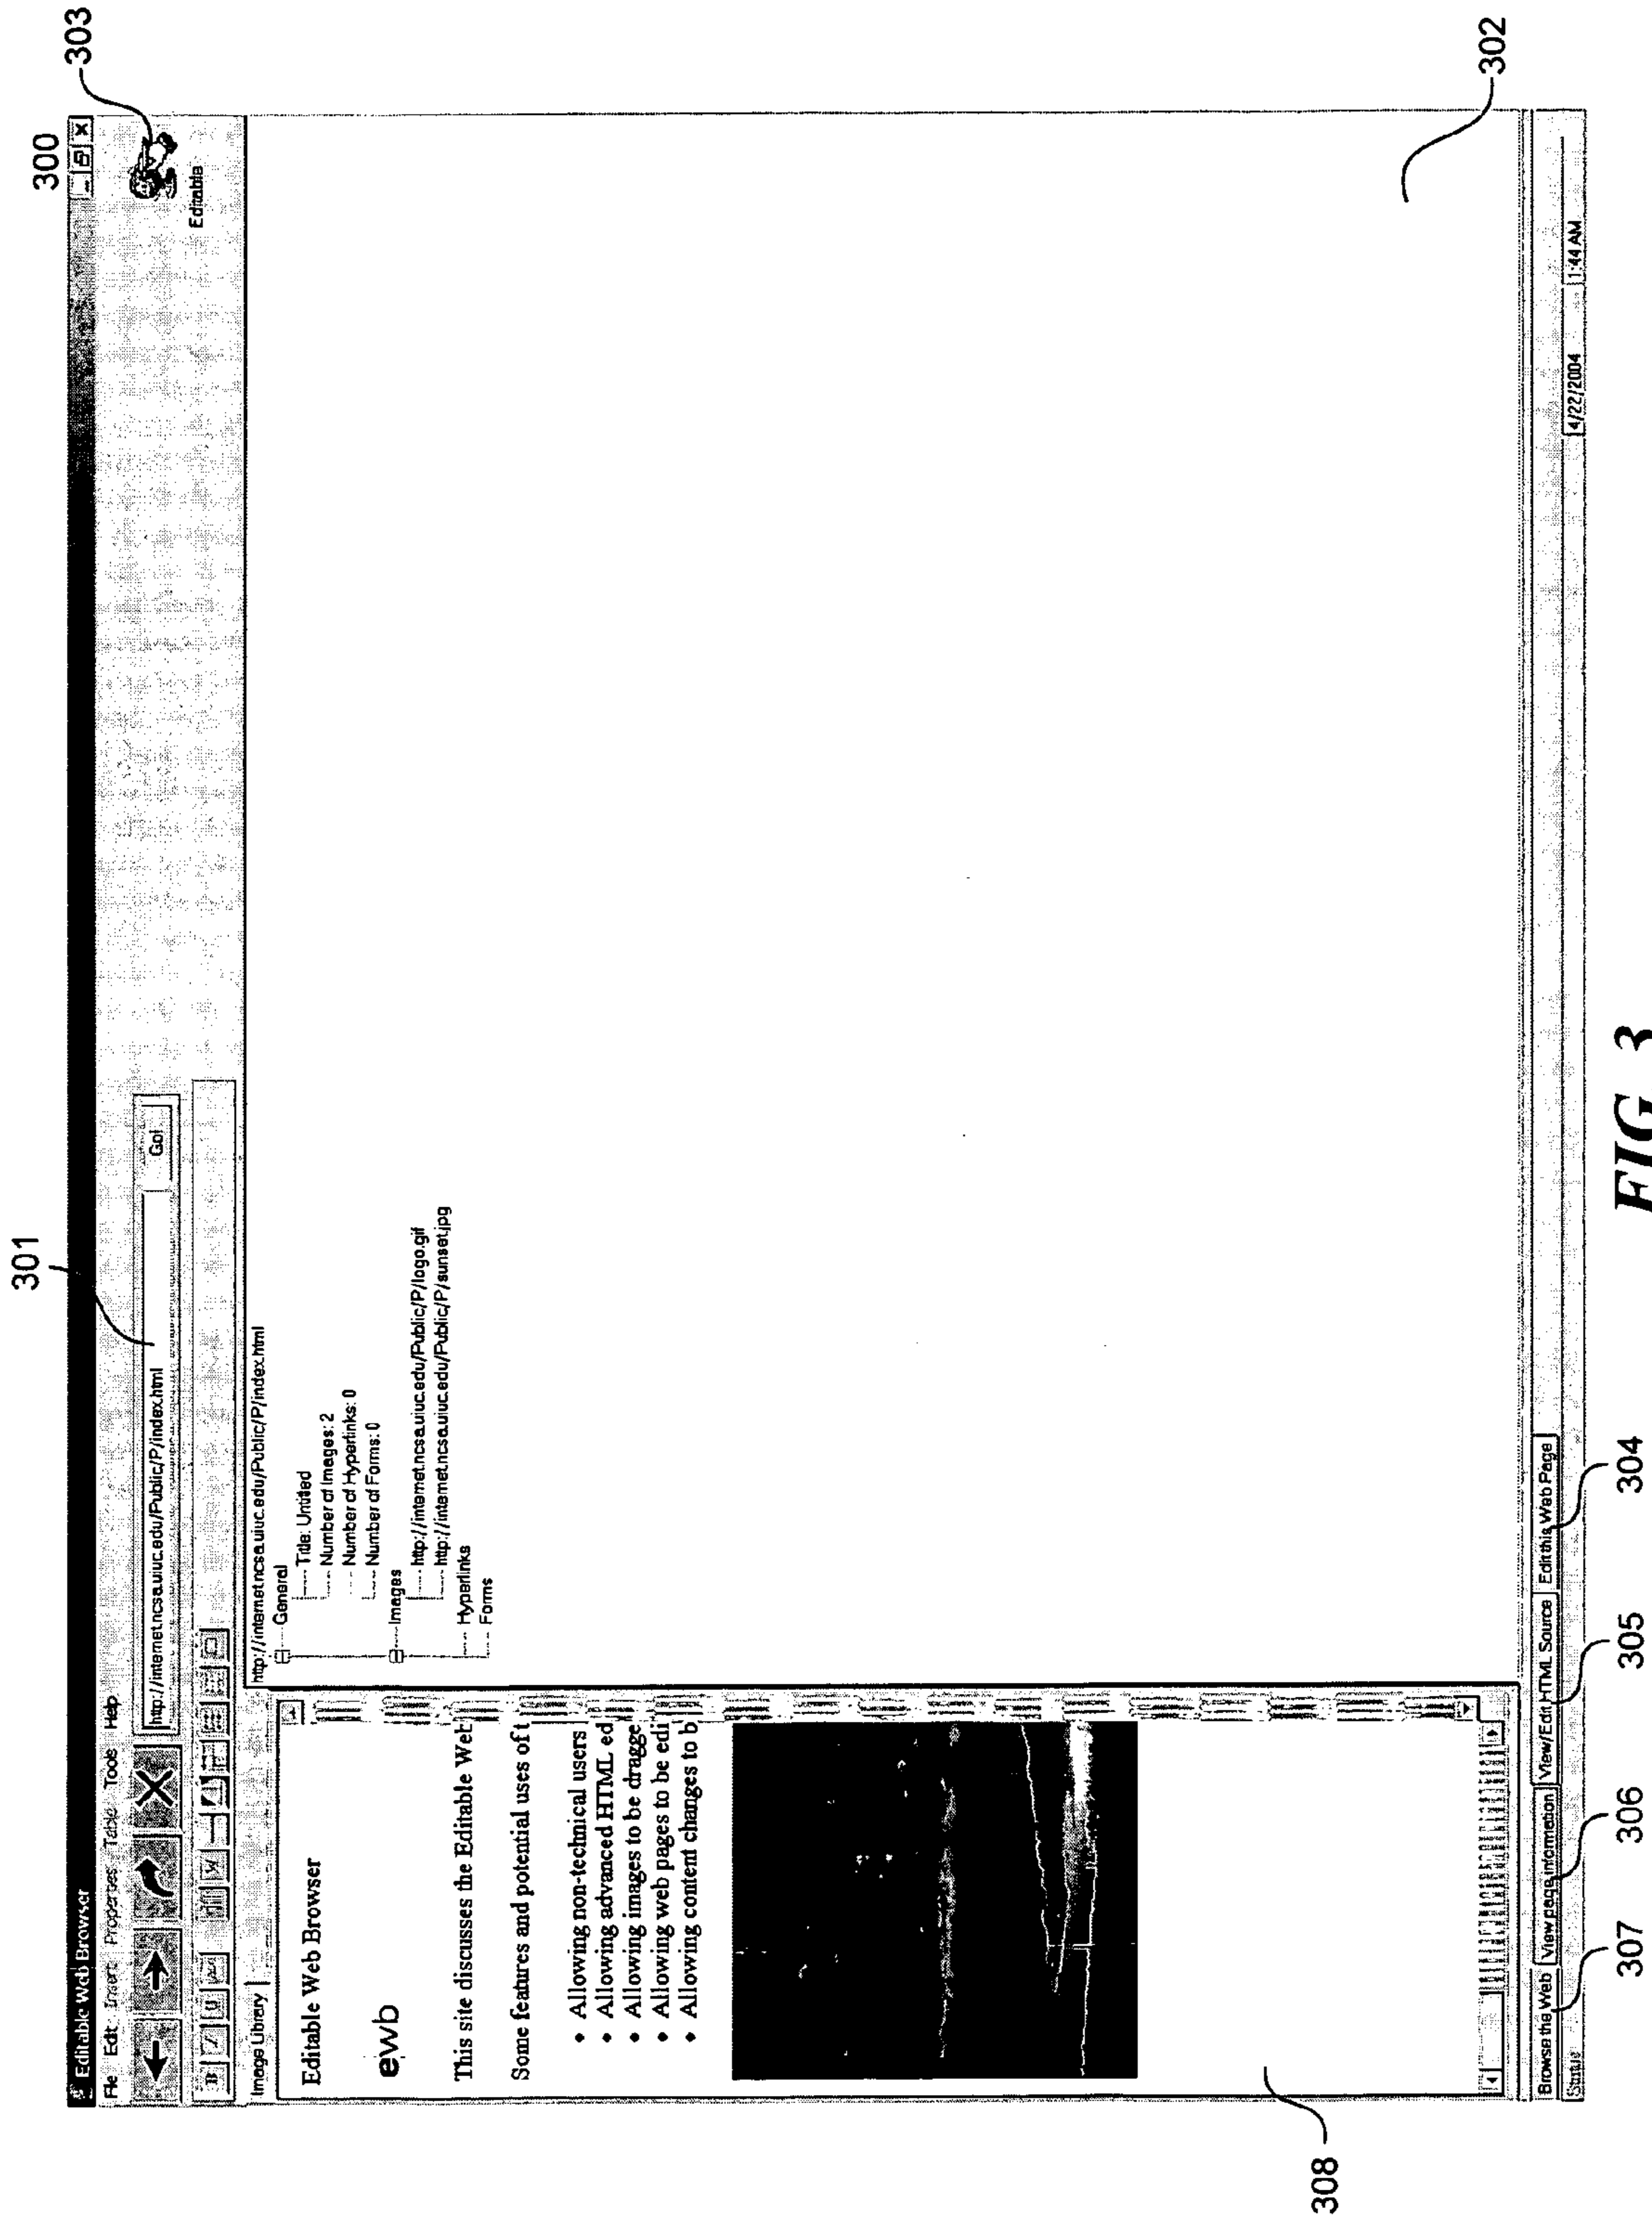 300
303
301
Editable Web Browser
File Edit Insert Properties Table Tools Help
http://internet.ncsa.uiuc.edu/Public/P/index.html Go!
Editable
B I U
W
Image Library
http://internet.ncsa.uiuc.edu/Public/P/index.html
General
Title: Untitled
Number of Images: 2
Number of Hyperlinks: 0
Number of Forms: 0
Images
http://internet.ncsa.uiuc.edu/Public/P/logo.gif
http://internet.ncsa.uiuc.edu/Public/P/sunset.jpg
Hyperlinks
Forms
Editable Web Browser
ewb
This site discusses the Editable Web
Some features and potential uses of t
• Allowing non-technical users
• Allowing advanced HTML ed
• Allowing images to be dragge
• Allowing web pages to be edi
• Allowing content changes to b
302
308
Browse the Web View page information View/Edit HTML Source Edit this Web Page
Status 4/22/2004 1:44 AM
307 306 305 304
FIG. 3